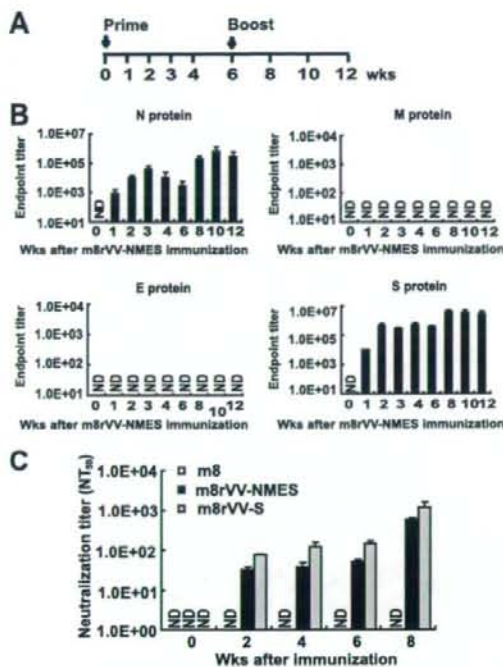 A
Prime Boost
0 1 2 3 4 6 8 10 12 wks
B
N protein
Endpoint titer
1.0E+07
1.0E+05
1.0E+03
1.0E+01
ND
0 1 2 3 4 6 8 10 12
Wks after m8rVV-NMES immunization
M protein
Endpoint titer
1.0E+04
1.0E+03
1.0E+02
1.0E+01
ND ND ND ND ND ND ND ND ND
0 1 2 3 4 6 8 10 12
Wks after m8rVV-NMES immunization
E protein
Endpoint titer
1.0E+04
1.0E+03
1.0E+02
1.0E+01
ND ND ND ND ND ND ND ND ND
0 1 2 3 4 6 8 10 12
Wks after m8rVV-NMES immunization
S protein
Endpoint titer
1.0E+07
1.0E+05
1.0E+03
1.0E+01
ND
0 1 2 3 4 6 8 10 12
Wks after m8rVV-NMES immunization
C
Neutralization titer (NT50)
1.0E+04
1.0E+03
1.0E+02
1.0E+01
1.0E+00
m8
m8rVV-NMES
m8rVV-S
ND ND ND ND ND ND ND
0 2 4 6 8
Wks after immunization